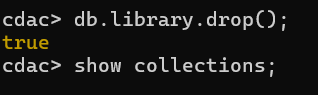 cdac> db.library.drop();
true
cdac> show collections;